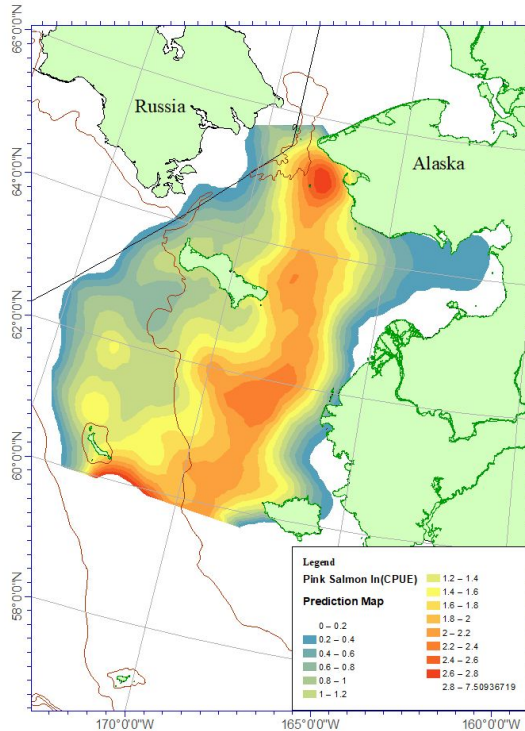 66°0'0"N
64°0'0"N
62°0'0"N
60°0'0"N
58°0'0"N
Russia
Alaska
Legend
Pink Salmon ln(CPUE)
Prediction Map
0 – 0.2
0.2 – 0.4
0.4 – 0.6
0.6 – 0.8
0.8 – 1
1 – 1.2
1.2 – 1.4
1.4 – 1.6
1.6 – 1.8
1.8 – 2
2 – 2.2
2.2 – 2.4
2.4 – 2.6
2.6 – 2.8
2.8 – 7.50936719
170°0'0"W
165°0'0"W
160°0'0"W